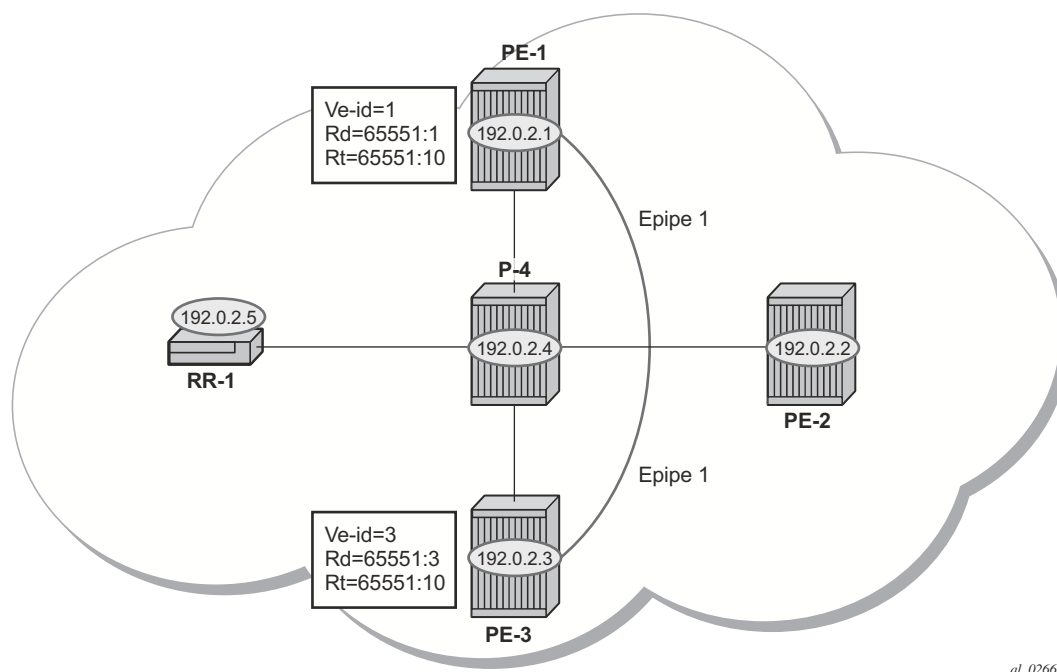 PE-1
Ve-id=1
Rd=65551:1
Rt=65551:10
192.0.2.1
Epipe 1
P-4
192.0.2.5
192.0.2.4
192.0.2.2
RR-1
PE-2
Epipe 1
Ve-id=3
Rd=65551:3
Rt=65551:10
192.0.2.3
PE-3
al_0266